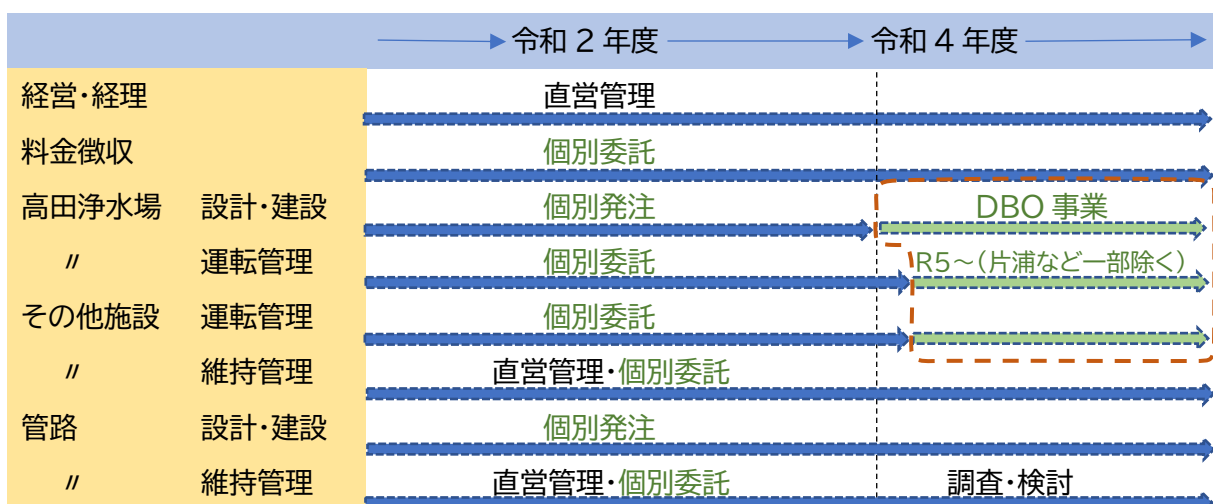 令和2年度 令和4年度
経営・経理 直営管理
料金徴収 個別委託
高田浄水場 設計・建設 個別発注 DBO事業
〃 運転管理 個別委託 R5～(片浦など一部除く)
その他施設 運転管理 個別委託
〃 維持管理 直営管理・個別委託
管路 設計・建設 個別発注
〃 維持管理 直営管理・個別委託 調査・検討